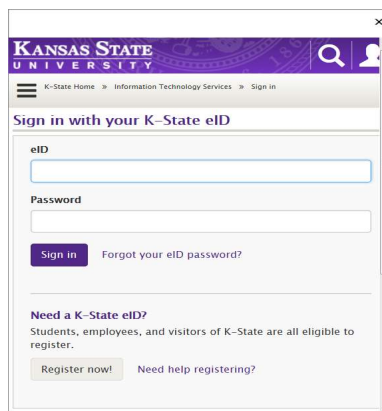 KANSAS STATE
UNIVERSITY
K-State Home » Information Technology Services » Sign in
Sign in with your K-State eID
eID
Password
Sign in Forgot your eID password?
Need a K-State eID?
Students, employees, and visitors of K-State are all eligible to
register.
Register now! Need help registering?